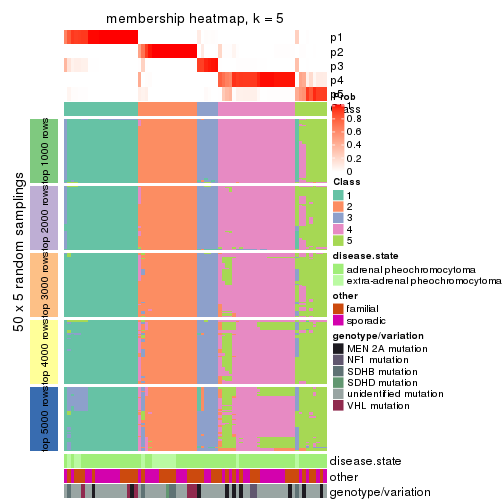 membership heatmap, k = 5
p1
p2
p3
p4
p5
Prob
1
0.8
0.6
0.4
0.2
0
Class
Class
1
2
3
4
5
disease.state
adrenal pheochromocytoma
extra-adrenal pheochromocytoma
other
familial
sporadic
genotype/variation
MEN 2A mutation
NF1 mutation
SDHB mutation
SDHD mutation
unidentified mutation
VHL mutation
50 x 5 random samplings
top 1000 rows
top 2000 rows
top 3000 rows
top 4000 rows
top 5000 rows
disease.state
other
genotype/variation